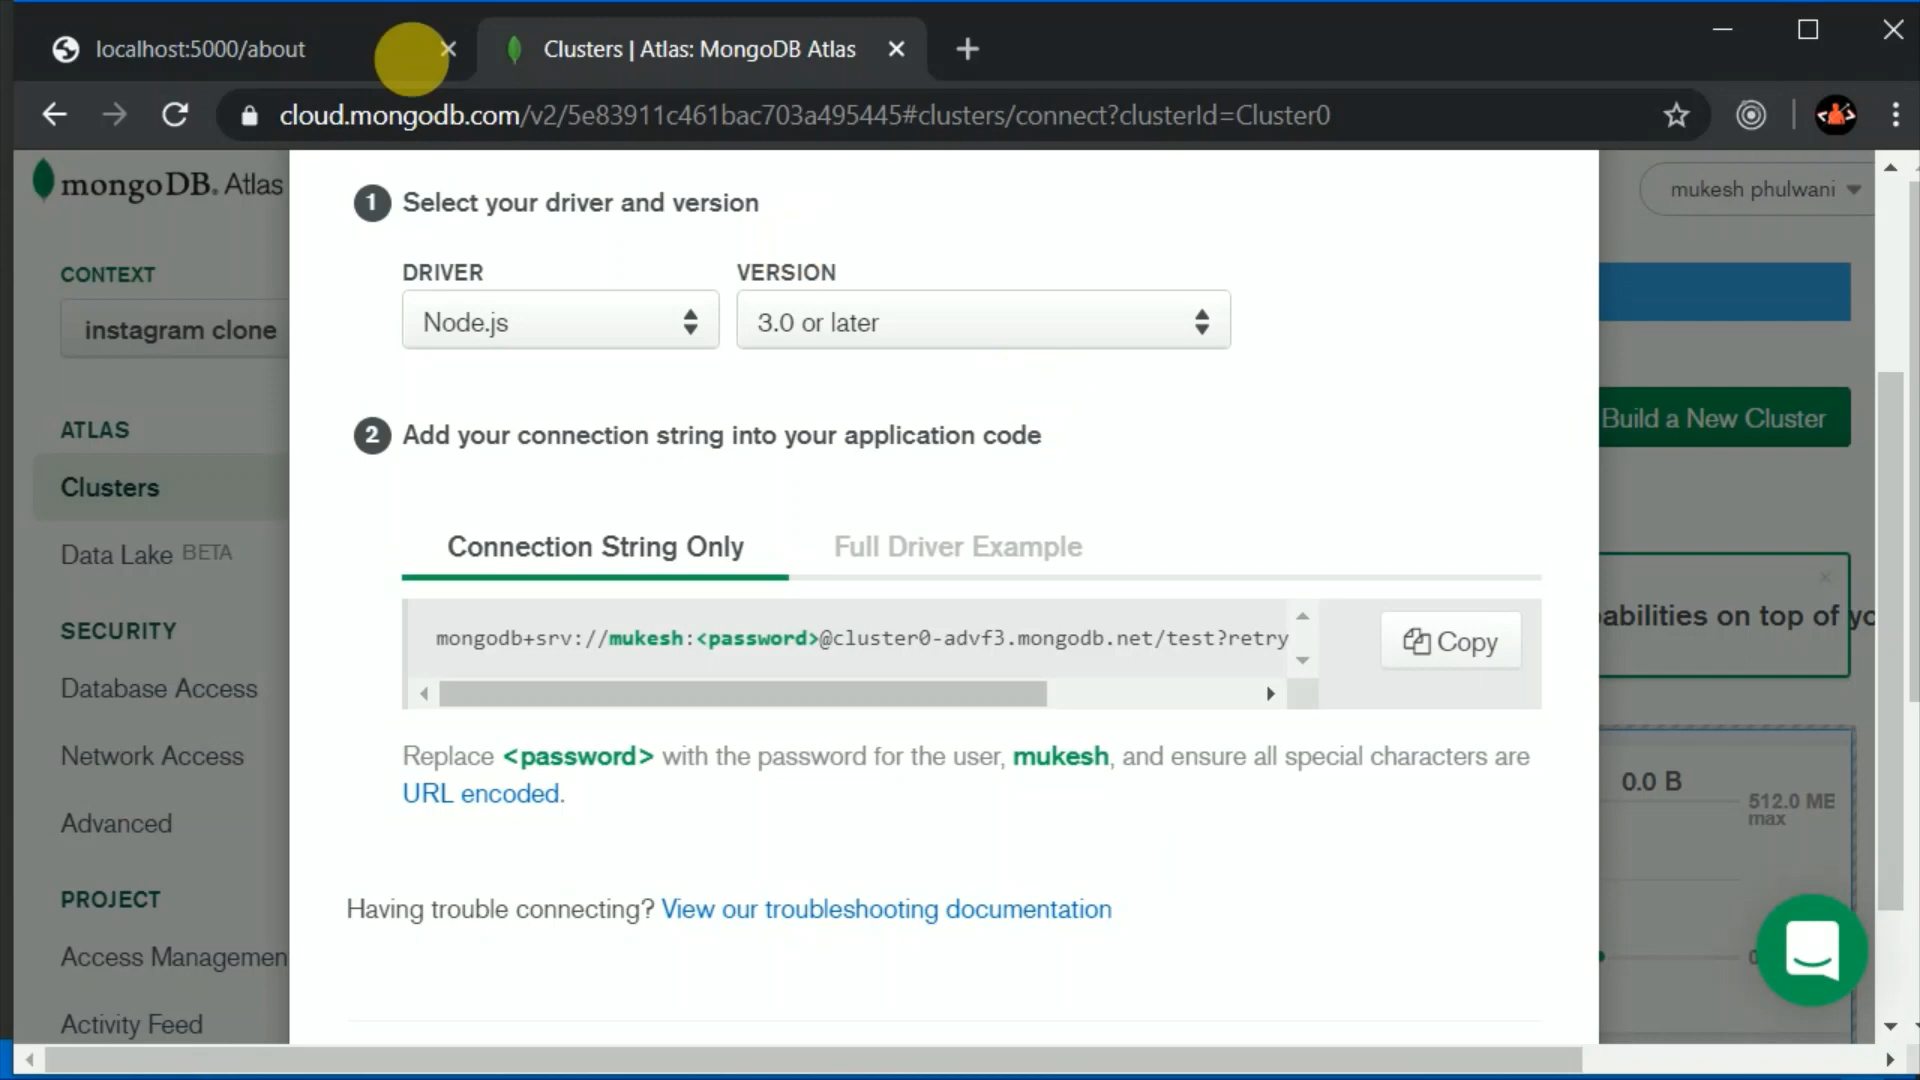 localhost:5000/about
Clusters | Atlas: MongoDB Atlas
cloud.mongodb.com/v2/5e83911c461bac703a495445#clusters/connect?clusterId=Cluster0
mongoDB. Atlas
mukesh phulwani
CONTEXT
instagram clone
ATLAS
Clusters
Data Lake BETA
SECURITY
Database Access
Network Access
Advanced
PROJECT
Access Managemen
Activity Feed
1 Select your driver and version
DRIVER VERSION
Node.js 3.0 or later
2 Add your connection string into your application code
Connection String Only Full Driver Example
mongodb+srv://mukesh:<password>@cluster0-advf3.mongodb.net/test?retry
Copy
Replace <password> with the password for the user, mukesh, and ensure all special characters are
URL encoded.
Having trouble connecting? View our troubleshooting documentation
Build a New Cluster
abilities on top of yo
0.0 B
512.0 MB
max